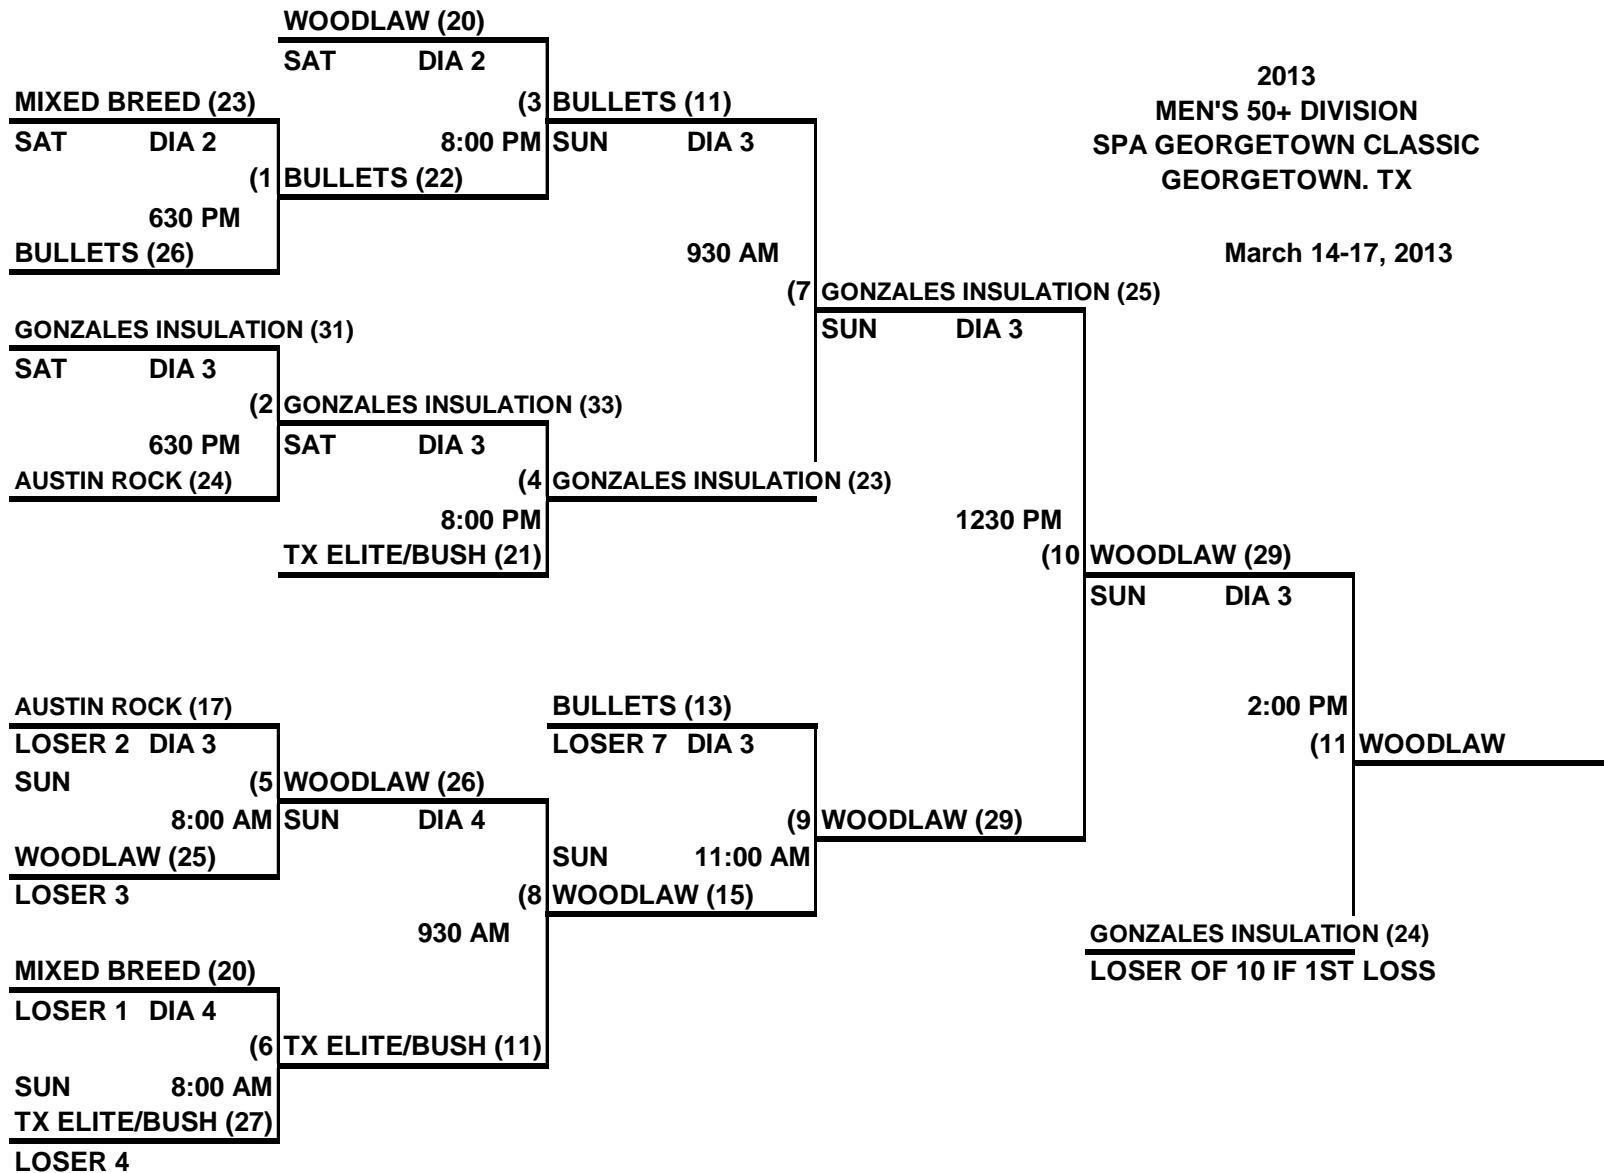 WOODLAW (20)
SAT DIA 2
2013
MIXED BREED (23) (3 BULLETS (11) MEN'S 50+ DIVISION
SAT DIA 2 8:00 PM SUN DIA 3 SPA GEORGETOWN CLASSIC
(1 BULLETS (22) GEORGETOWN. TX
630 PM
BULLETS (26) 930 AM March 14-17, 2013
(7 GONZALES INSULATION (25)
GONZALES INSULATION (31) SUN DIA 3
SAT DIA 3
(2 GONZALES INSULATION (33)
630 PM SAT DIA 3
AUSTIN ROCK (24) (4 GONZALES INSULATION (23)
8:00 PM 1230 PM
TX ELITE/BUSH (21) (10 WOODLAW (29)
SUN DIA 3
AUSTIN ROCK (17) BULLETS (13) 2:00 PM
LOSER 2 DIA 3 LOSER 7 DIA 3 (11 WOODLAW
SUN (5 WOODLAW (26)
8:00 AM SUN DIA 4 (9 WOODLAW (29)
WOODLAW (25) SUN 11:00 AM
LOSER 3 (8 WOODLAW (15)
930 AM GONZALES INSULATION (24)
MIXED BREED (20) LOSER OF 10 IF 1ST LOSS
LOSER 1 DIA 4
(6 TX ELITE/BUSH (11)
SUN 8:00 AM
TX ELITE/BUSH (27)
LOSER 4